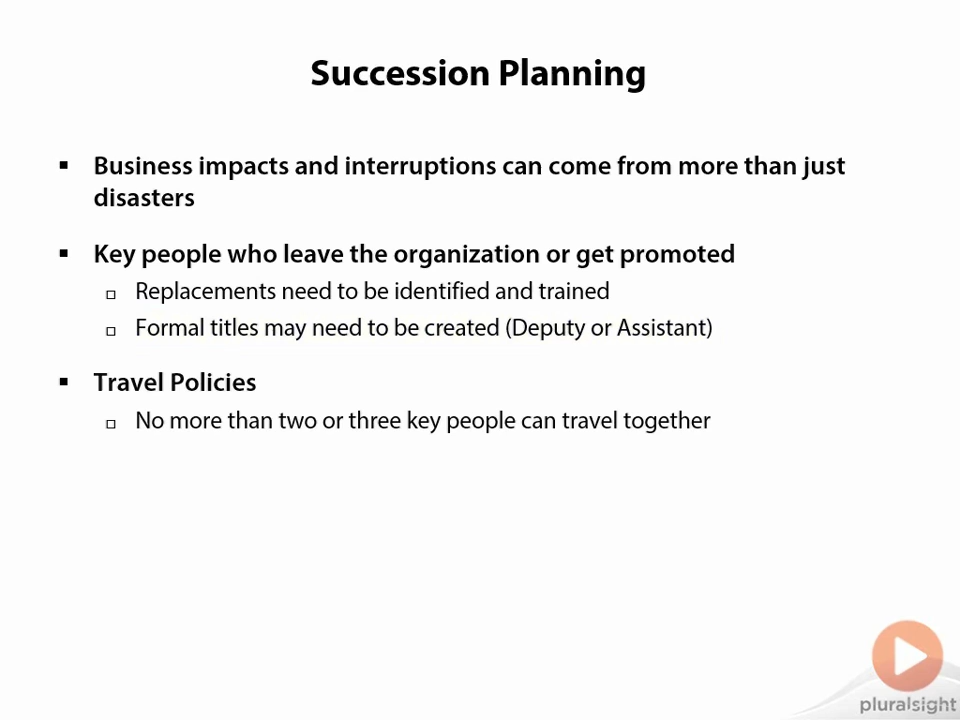 Succession Planning
▪ Business impacts and interruptions can come from more than just
disasters
▪ Key people who leave the organization or get promoted
▫ Replacements need to be identified and trained
▫ Formal titles may need to be created (Deputy or Assistant)
▪ Travel Policies
▫ No more than two or three key people can travel together
pluralsight